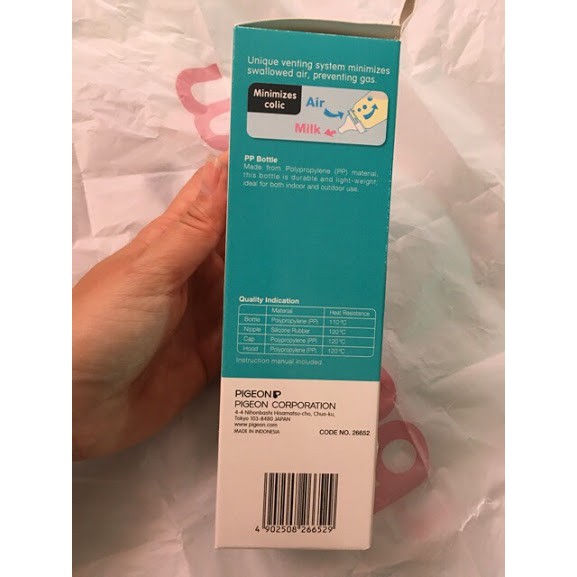 Unique venting system minimizes
swallowed air, preventing gas.
Minimizes
colic
Air
Milk
PP Bottle
Made from Polypropylene (PP) material,
this bottle is durable and light-weight,
ideal for both indoor and outdoor use.
Quality Indication
Material Heat Resistance
Bottle Polypropylene (PP) 110°C
Nipple Silicone Rubber 120°C
Cap Polypropylene (PP) 120°C
Hood Polypropylene (PP) 120°C
Instruction manual included.
PIGEON
PIGEON CORPORATION
4-4 Nihonbashi Hisamatsu-cho, Chuo-ku,
Tokyo 103-8480 JAPAN
www.pigeon.com
MADE IN INDONESIA CODE NO. 26652
4 902508 266529